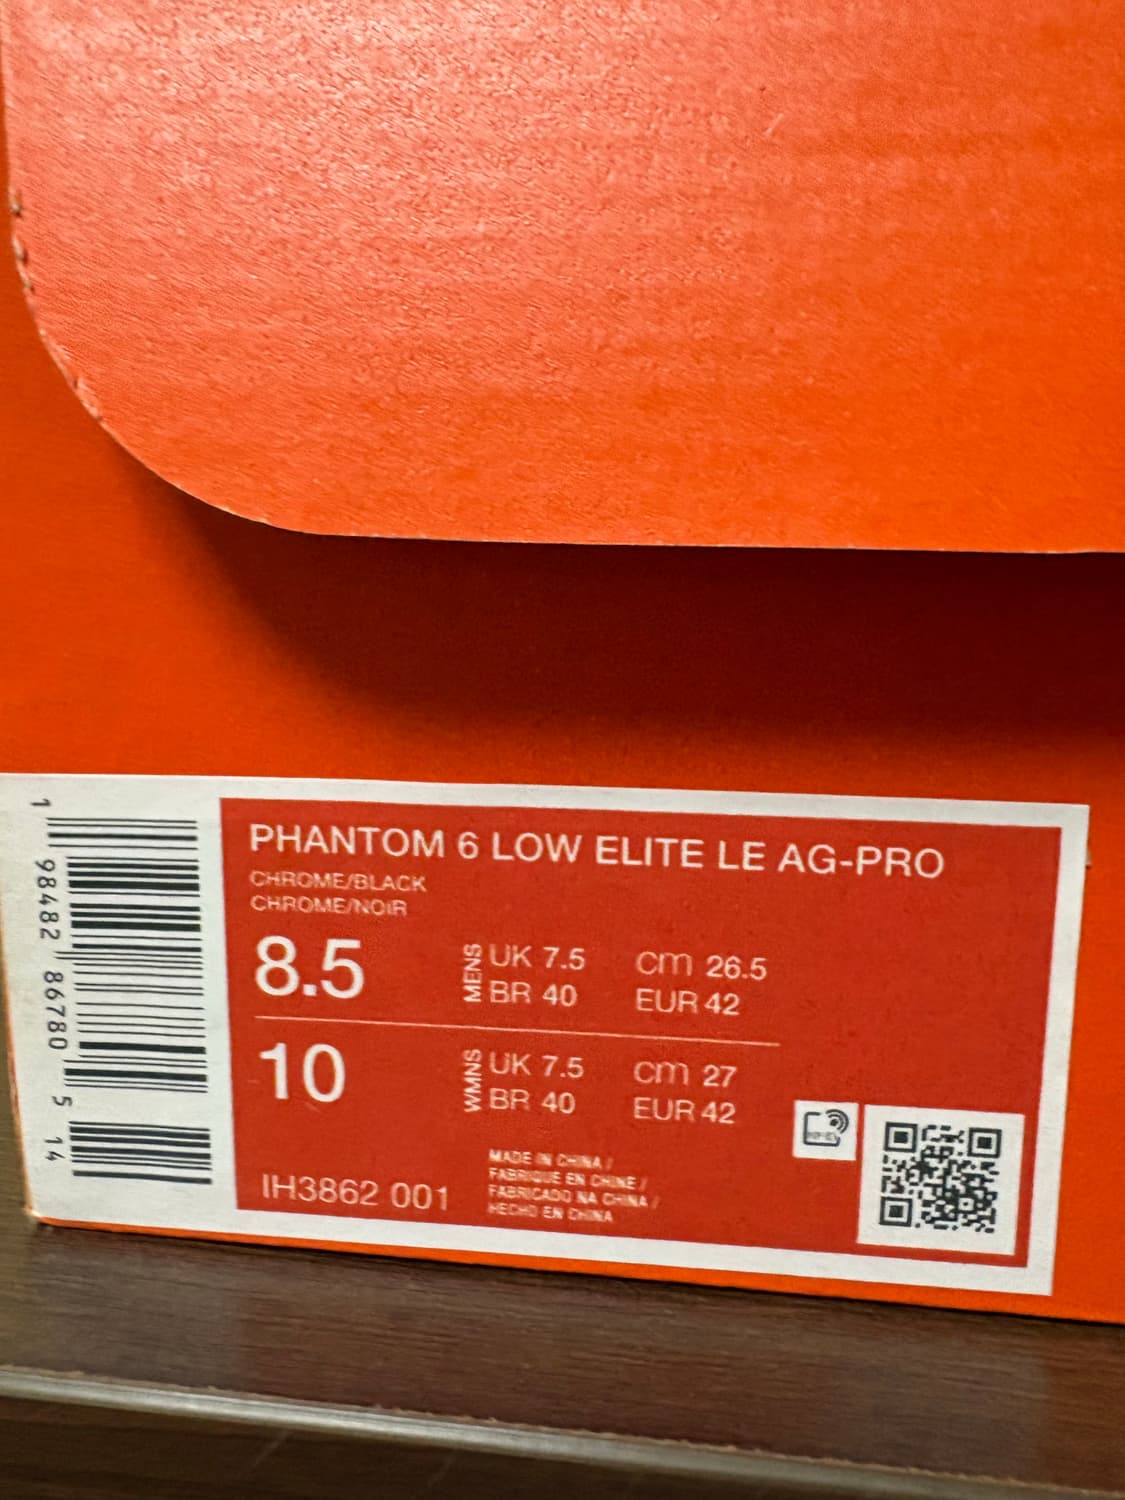 PHANTOM 6 LOW ELITE LE AG-PRO
CHROME/BLACK
CHROME/NOIR
8.5 MENS UK 7.5 cm 26.5
BR 40 EUR 42
10 WMNS UK 7.5 cm 27
BR 40 EUR 42
MADE IN CHINA /
FABRIQUE EN CHINE /
FABRICADO NA CHINA /
HECHO EN CHINA
IH3862 001
1 98482 86780 5 14